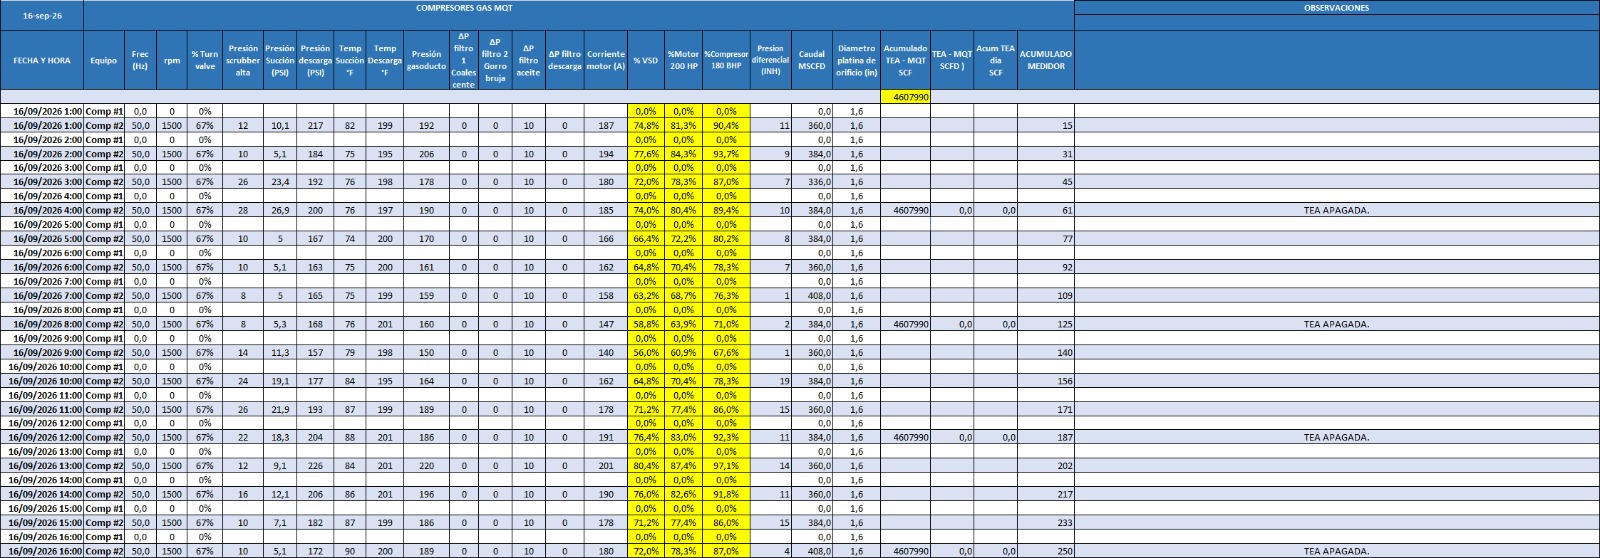 16-sep-26 COMPRESORES GAS MQT OBSERVACIONES
FECHA Y HORA Equipo Frec (Hz) rpm % Turn valve Presión scrubber alta Presión Succión (PSI) Presión descarga (PSI) Temp Succión °F Temp Descarga °F Presión gasoducto ΔP filtro 1 Coalescente ΔP filtro 2 Gorro bruja ΔP filtro aceite ΔP filtro descarga Corriente motor (A) % VSD %Motor 200 HP %Compresor 180 BHP Presion diferencial (INH) Caudal MSCFD Diametro platina de orificio (in) Acumulado TEA - MQT SCF TEA - MQT SCFD ) Acum TEA dia SCF ACUMULADO MEDIDOR
4607990
16/09/2026 1:00 Comp #1 0,0 0 0% 0,0% 0,0% 0,0% 0,0 1,6
16/09/2026 1:00 Comp #2 50,0 1500 67% 12 10,1 217 82 199 192 0 0 10 0 187 74,8% 81,3% 90,4% 11 360,0 1,6 15
16/09/2026 2:00 Comp #1 0,0 0 0% 0,0% 0,0% 0,0% 0,0 1,6
16/09/2026 2:00 Comp #2 50,0 1500 67% 10 5,1 184 75 195 206 0 0 10 0 194 77,6% 84,3% 93,7% 9 384,0 1,6 31
16/09/2026 3:00 Comp #1 0,0 0 0% 0,0% 0,0% 0,0% 0,0 1,6
16/09/2026 3:00 Comp #2 50,0 1500 67% 26 23,4 192 76 198 178 0 0 10 0 180 72,0% 78,3% 87,0% 7 336,0 1,6 45
16/09/2026 4:00 Comp #1 0,0 0 0% 0,0% 0,0% 0,0% 0,0 1,6
16/09/2026 4:00 Comp #2 50,0 1500 67% 28 26,9 200 76 197 190 0 0 10 0 185 74,0% 80,4% 89,4% 10 384,0 1,6 4607990 0,0 0,0 61 TEA APAGADA.
16/09/2026 5:00 Comp #1 0,0 0 0% 0,0% 0,0% 0,0% 0,0 1,6
16/09/2026 5:00 Comp #2 50,0 1500 67% 10 5 167 74 200 170 0 0 10 0 166 66,4% 72,2% 80,2% 8 384,0 1,6 77
16/09/2026 6:00 Comp #1 0,0 0 0% 0,0% 0,0% 0,0% 0,0 1,6
16/09/2026 6:00 Comp #2 50,0 1500 67% 10 5,1 163 75 200 161 0 0 10 0 162 64,8% 70,4% 78,3% 7 360,0 1,6 92
16/09/2026 7:00 Comp #1 0,0 0 0% 0,0% 0,0% 0,0% 0,0 1,6
16/09/2026 7:00 Comp #2 50,0 1500 67% 8 5 165 75 199 159 0 0 10 0 158 63,2% 68,7% 76,3% 1 408,0 1,6 109
16/09/2026 8:00 Comp #1 0,0 0 0% 0,0% 0,0% 0,0% 0,0 1,6
16/09/2026 8:00 Comp #2 50,0 1500 67% 8 5,3 168 76 201 160 0 0 10 0 147 58,8% 63,9% 71,0% 2 384,0 1,6 4607990 0,0 0,0 125 TEA APAGADA.
16/09/2026 9:00 Comp #1 0,0 0 0% 0,0% 0,0% 0,0% 0,0 1,6
16/09/2026 9:00 Comp #2 50,0 1500 67% 14 11,3 157 79 198 150 0 0 10 0 140 56,0% 60,9% 67,6% 1 360,0 1,6 140
16/09/2026 10:00 Comp #1 0,0 0 0% 0,0% 0,0% 0,0% 0,0 1,6
16/09/2026 10:00 Comp #2 50,0 1500 67% 24 19,1 177 84 195 164 0 0 10 0 162 64,8% 70,4% 78,3% 19 384,0 1,6 156
16/09/2026 11:00 Comp #1 0,0 0 0% 0,0% 0,0% 0,0% 0,0 1,6
16/09/2026 11:00 Comp #2 50,0 1500 67% 26 21,9 193 87 199 189 0 0 10 0 178 71,2% 77,4% 86,0% 15 360,0 1,6 171
16/09/2026 12:00 Comp #1 0,0 0 0% 0,0% 0,0% 0,0% 0,0 1,6
16/09/2026 12:00 Comp #2 50,0 1500 67% 22 18,3 204 88 201 186 0 0 10 0 191 76,4% 83,0% 92,3% 11 384,0 1,6 4607990 0,0 0,0 187 TEA APAGADA.
16/09/2026 13:00 Comp #1 0,0 0 0% 0,0% 0,0% 0,0% 0,0 1,6
16/09/2026 13:00 Comp #2 50,0 1500 67% 12 9,1 226 84 201 220 0 0 10 0 201 80,4% 87,4% 97,1% 14 360,0 1,6 202
16/09/2026 14:00 Comp #1 0,0 0 0% 0,0% 0,0% 0,0% 0,0 1,6
16/09/2026 14:00 Comp #2 50,0 1500 67% 16 12,1 206 86 201 196 0 0 10 0 190 76,0% 82,6% 91,8% 11 360,0 1,6 217
16/09/2026 15:00 Comp #1 0,0 0 0% 0,0% 0,0% 0,0% 0,0 1,6
16/09/2026 15:00 Comp #2 50,0 1500 67% 10 7,1 182 87 199 186 0 0 10 0 178 71,2% 77,4% 86,0% 15 384,0 1,6 233
16/09/2026 16:00 Comp #1 0,0 0 0% 0,0% 0,0% 0,0% 0,0 1,6
16/09/2026 16:00 Comp #2 50,0 1500 67% 10 5,1 172 90 200 189 0 0 10 0 180 72,0% 78,3% 87,0% 4 408,0 1,6 4607990 0,0 0,0 250 TEA APAGADA.